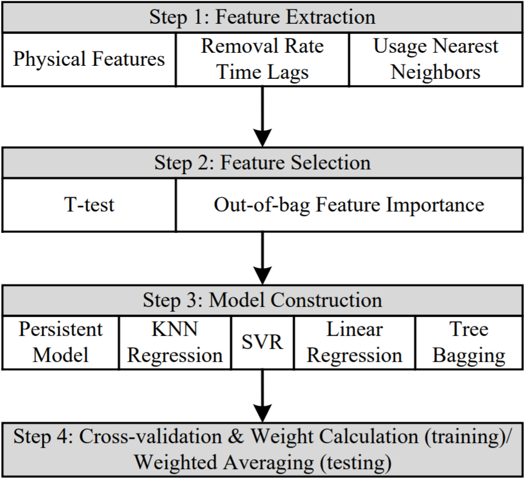 Step 1: Feature Extraction
Physical Features
Removal Rate
Time Lags
Usage Nearest
Neighbors
Step 2: Feature Selection
T-test
Out-of-bag Feature Importance
Step 3: Model Construction
Persistent
Model
KNN
Regression
SVR
Linear
Regression
Tree
Bagging
Step 4: Cross-validation & Weight Calculation (training)/
Weighted Averaging (testing)